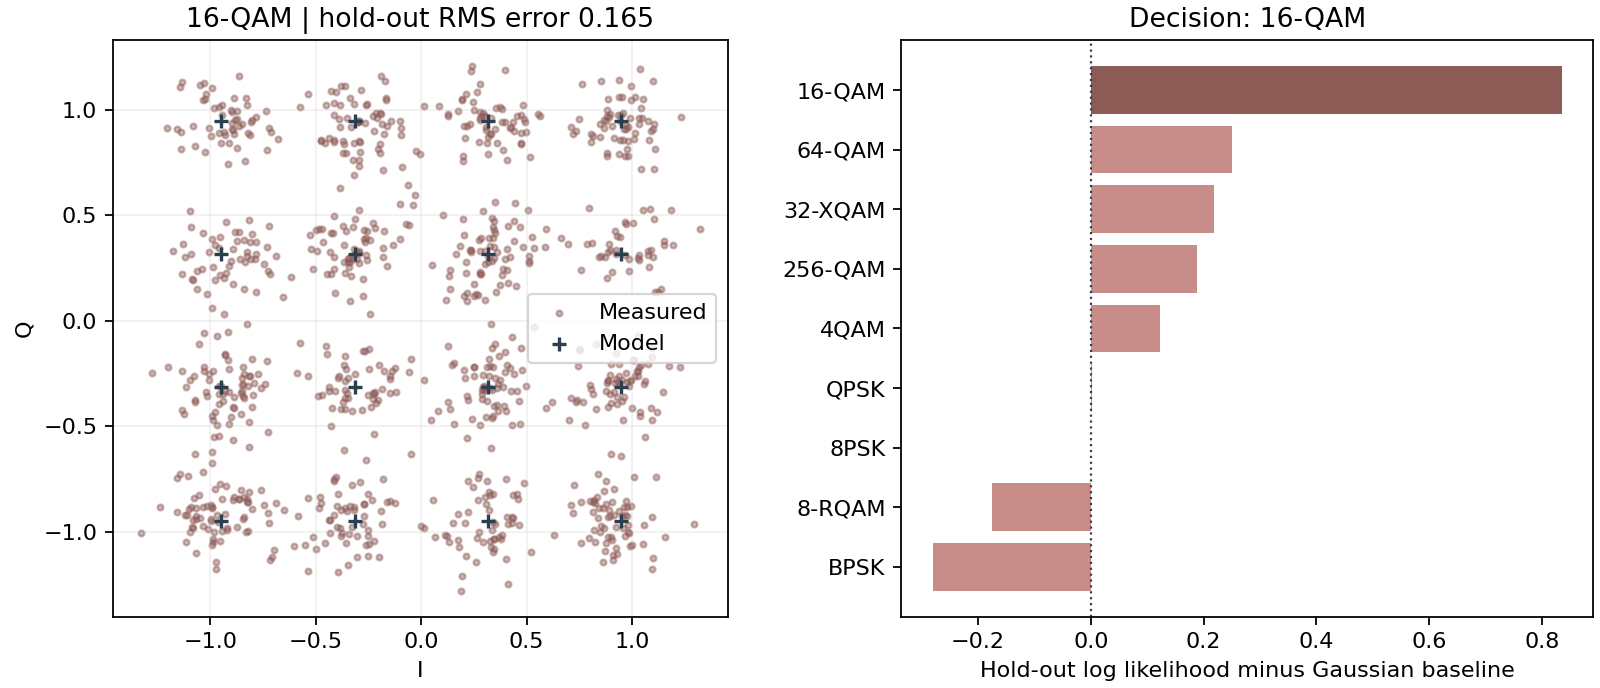 16-QAM | hold-out RMS error 0.165
1.0
0.5
0.0
−0.5
−1.0
Q
Measured
Model
−1.0
−0.5
0.0
0.5
1.0
I
Decision: 16-QAM
16-QAM
64-QAM
32-XQAM
256-QAM
4QAM
QPSK
8PSK
8-RQAM
BPSK
−0.2
0.0
0.2
0.4
0.6
0.8
Hold-out log likelihood minus Gaussian baseline